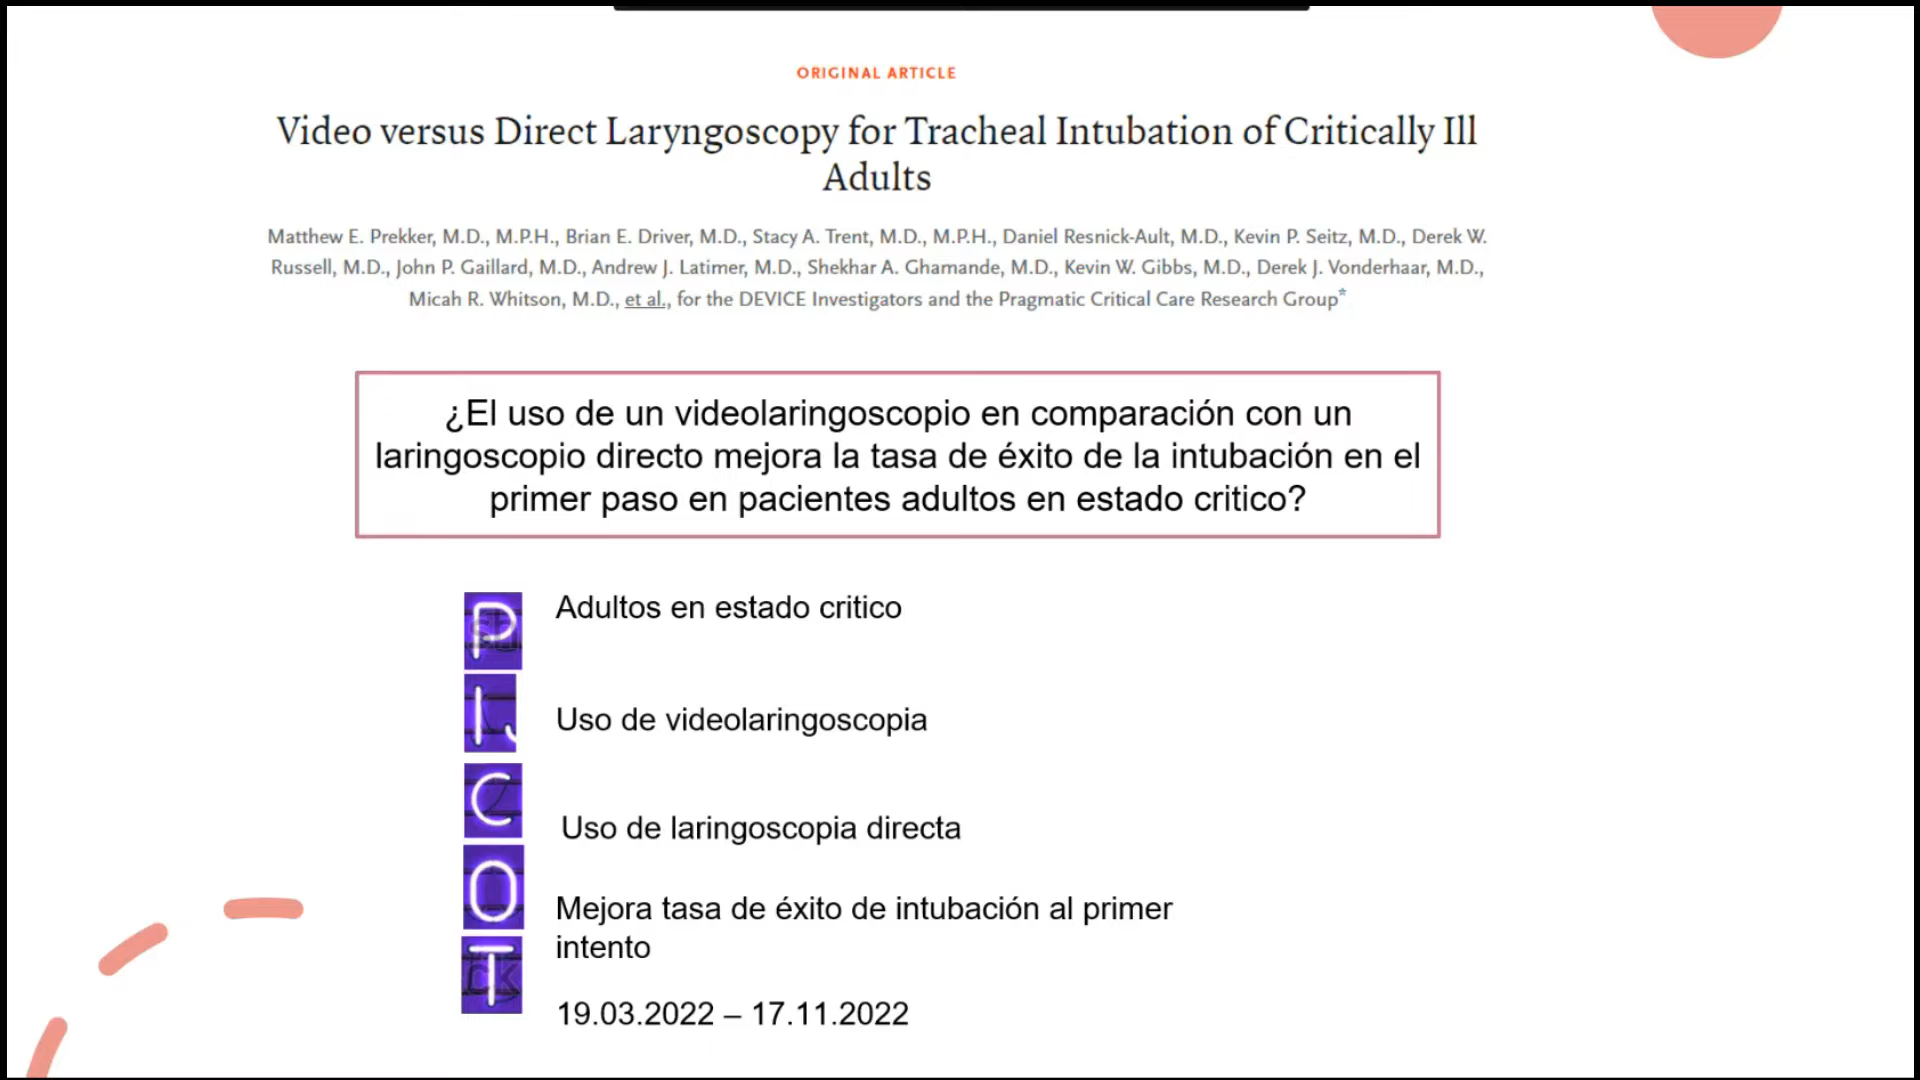 ORIGINAL ARTICLE
Video versus Direct Laryngoscopy for Tracheal Intubation of Critically Ill
Adults
Matthew E. Prekker, M.D., M.P.H., Brian E. Driver, M.D., Stacy A. Trent, M.D., M.P.H., Daniel Resnick-Ault, M.D., Kevin P. Seitz, M.D., Derek W.
Russell, M.D., John P. Gaillard, M.D., Andrew J. Latimer, M.D., Shekhar A. Ghamande, M.D., Kevin W. Gibbs, M.D., Derek J. Vonderhaar, M.D.,
Micah R. Whitson, M.D., et al., for the DEVICE Investigators and the Pragmatic Critical Care Research Group*
¿El uso de un videolaringoscopio en comparación con un
laringoscopio directo mejora la tasa de éxito de la intubación en el
primer paso en pacientes adultos en estado critico?
P Adultos en estado critico
I Uso de videolaringoscopia
C Uso de laringoscopia directa
O Mejora tasa de éxito de intubación al primer
intento
T 19.03.2022 – 17.11.2022